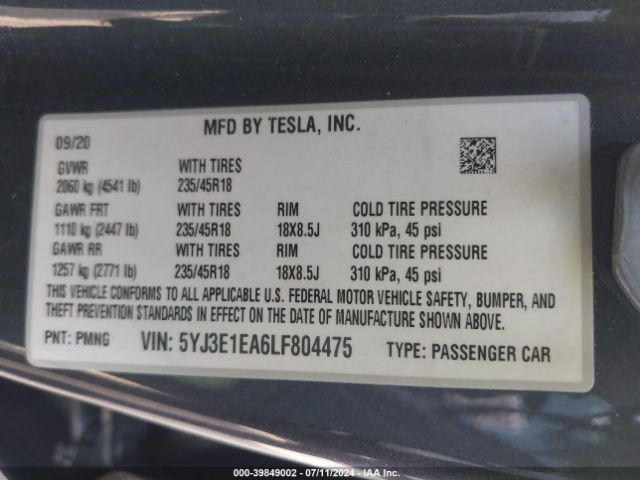 MFD BY TESLA, INC.
09/20
GVWR WITH TIRES
2060 kg (4541 lb) 235/45R18
GAWR FRT WITH TIRES RIM COLD TIRE PRESSURE
1110 kg (2447 lb) 235/45R18 18X8.5J 310 kPa, 45 psi
GAWR RR WITH TIRES RIM COLD TIRE PRESSURE
1257 kg (2771 lb) 235/45R18 18X8.5J 310 kPa, 45 psi
THIS VEHICLE CONFORMS TO ALL APPLICABLE U.S. FEDERAL MOTOR VEHICLE SAFETY, BUMPER, AND
THEFT PREVENTION STANDARDS IN EFFECT ON THE DATE OF MANUFACTURE SHOWN ABOVE.
PNT: PMNG VIN: 5YJ3E1EA6LF804475 TYPE: PASSENGER CAR
000-39849002 - 07/11/2024 - IAA Inc.